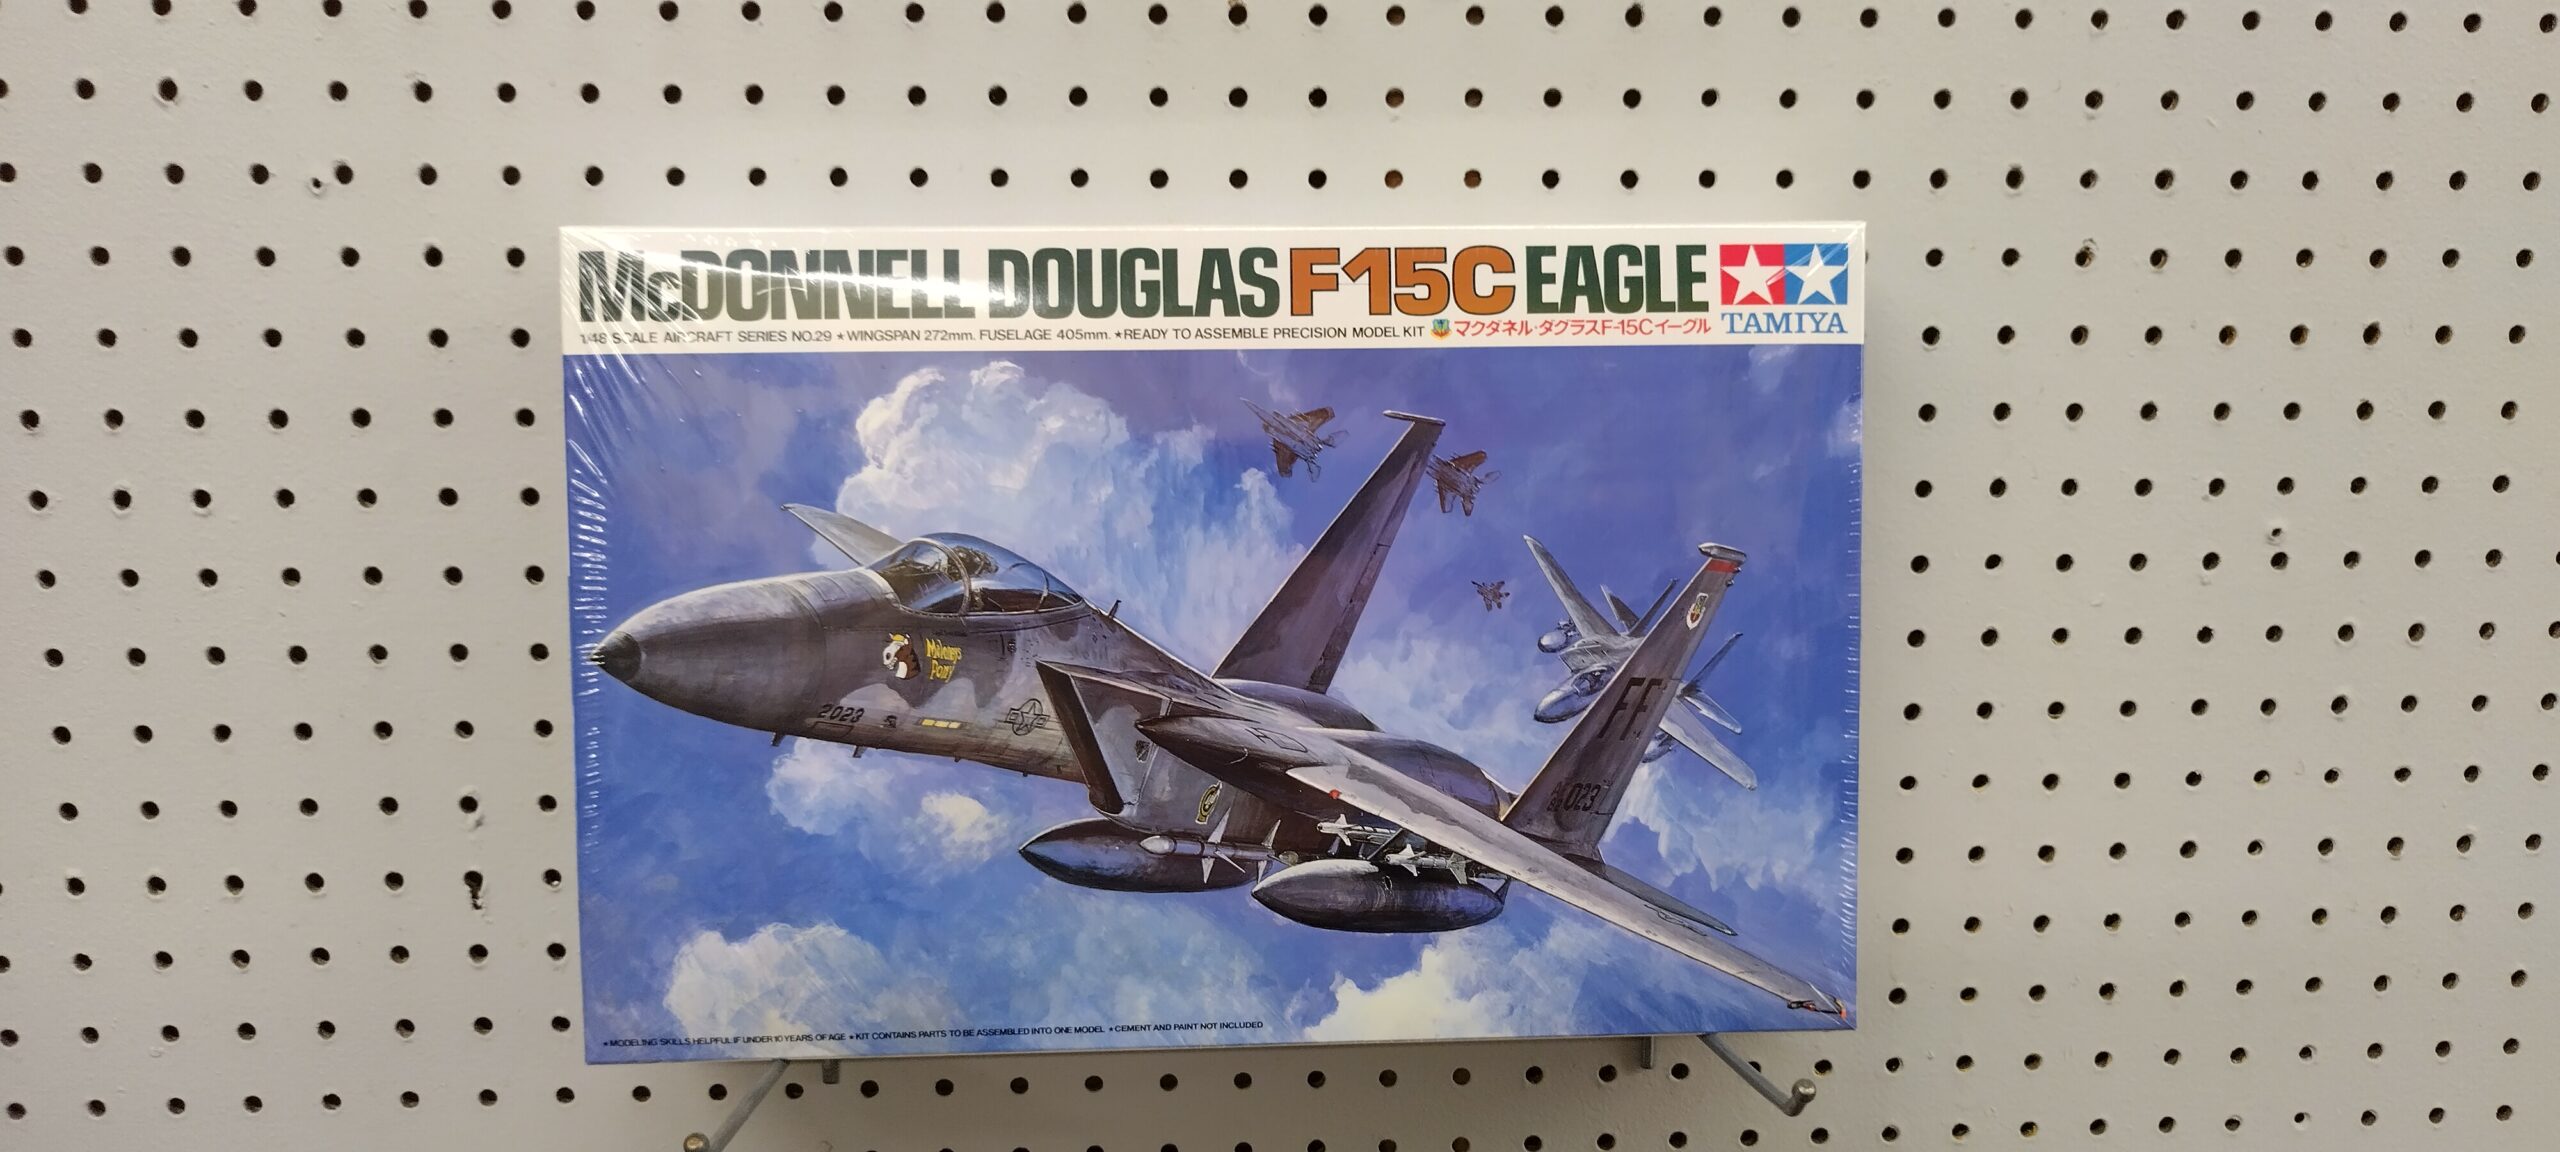 McDONNELL DOUGLAS F-15C EAGLE
TAMIYA
1/48 SCALE AIRCRAFT SERIES NO.29 ★WINGSPAN 272mm. FUSELAGE 405mm. ★READY TO ASSEMBLE PRECISION MODEL KIT マクダネル・ダグラスF-15Cイーグル
Pony
2023
FF
023
★MODELING SKILLS HELPFUL IF UNDER 10 YEARS OF AGE ★KIT CONTAINS PARTS TO BE ASSEMBLED INTO ONE MODEL ★CEMENT AND PAINT NOT INCLUDED